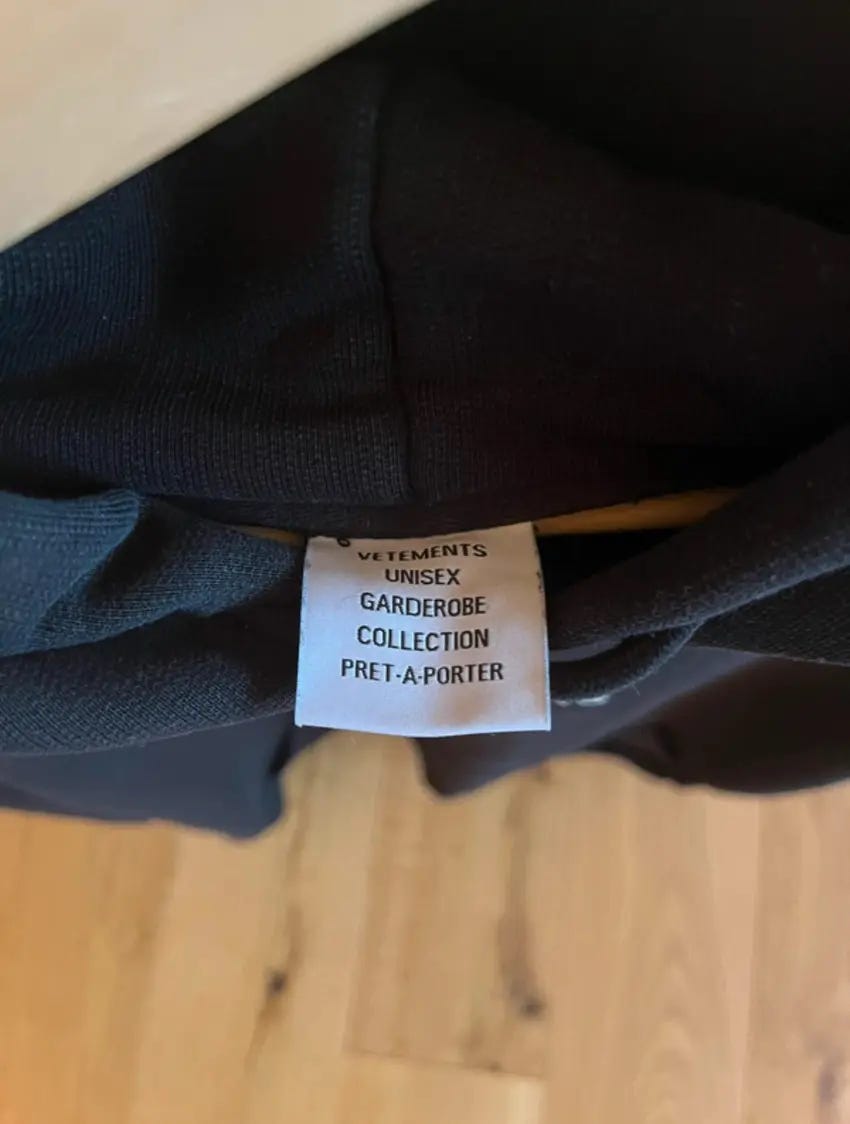 VETEMENTS
UNISEX
GARDEROBE
COLLECTION
PRET-A-PORTER